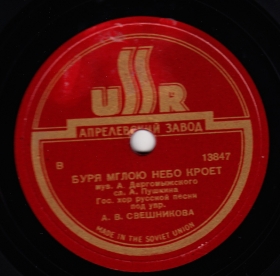 USSR
АПРЕЛЕВСКИЙ ЗАВОД
В 13847
БУРЯ МГЛОЮ НЕБО КРОЕТ
муз. А. Даргомыжского
сл. А. Пушкина
Гос. хор русской песни
под упр.
А. В. СВЕШНИКОВА
MADE IN THE SOVIET UNION